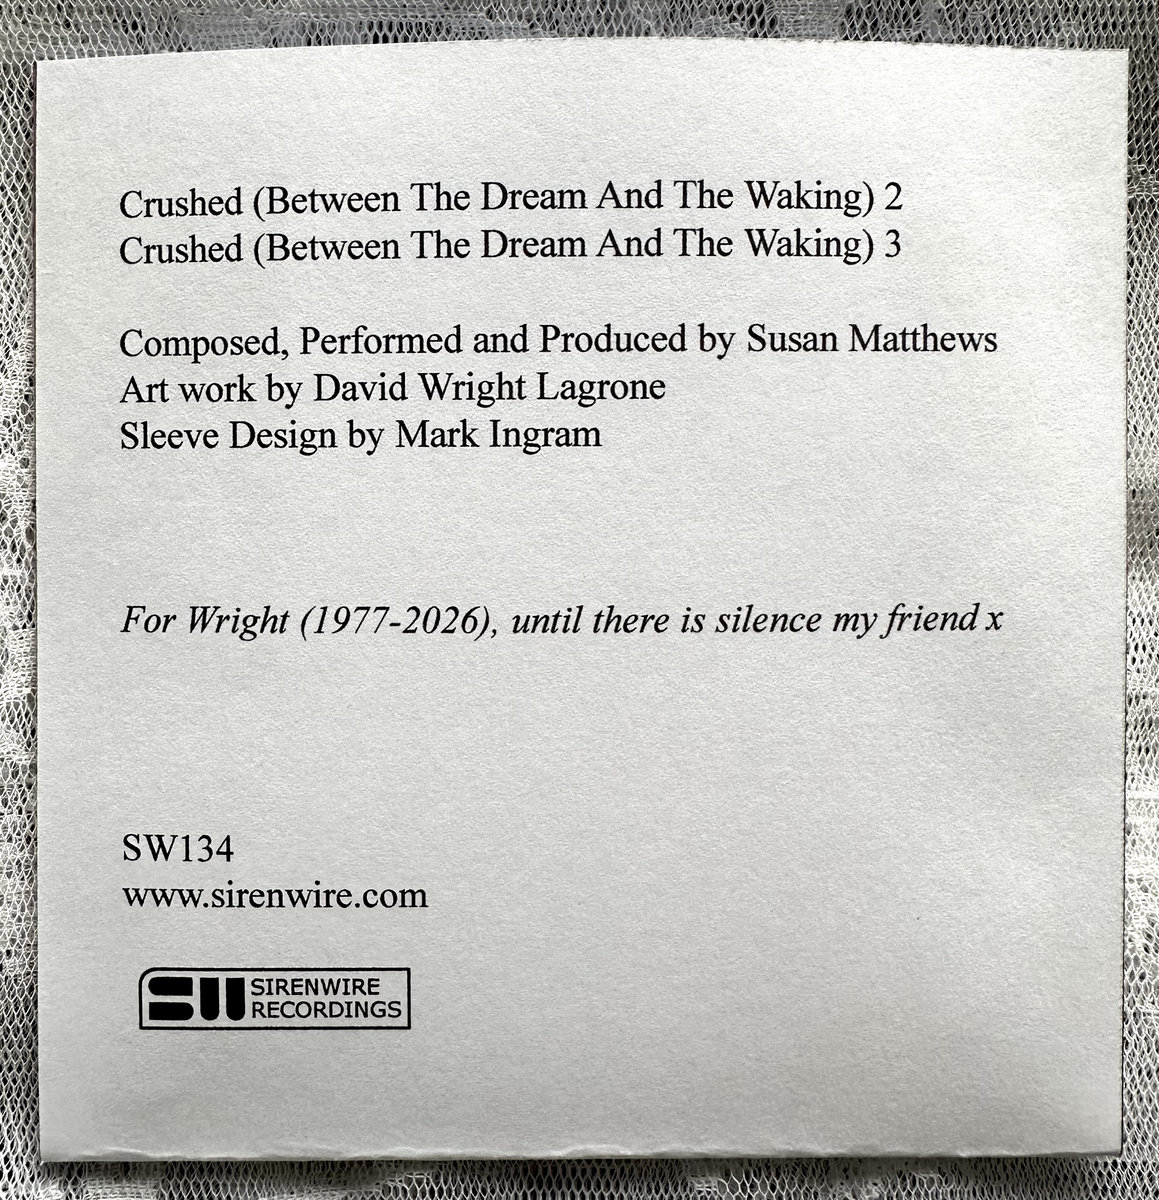 Crushed (Between The Dream And The Waking) 2
Crushed (Between The Dream And The Waking) 3
Composed, Performed and Produced by Susan Matthews
Art work by David Wright Lagrone
Sleeve Design by Mark Ingram
For Wright (1977-2026), until there is silence my friend x
SW134
www.sirenwire.com
SW SIRENWIRE
RECORDINGS